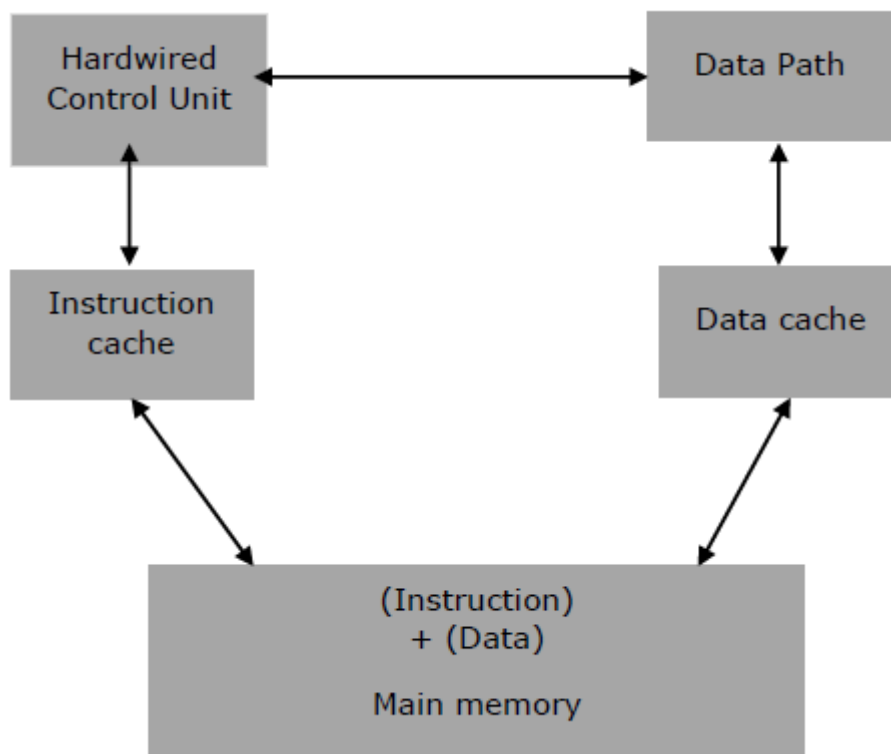 Hardwired
Control Unit
Data Path
Instruction
cache
Data cache
(Instruction)
+ (Data)
Main memory